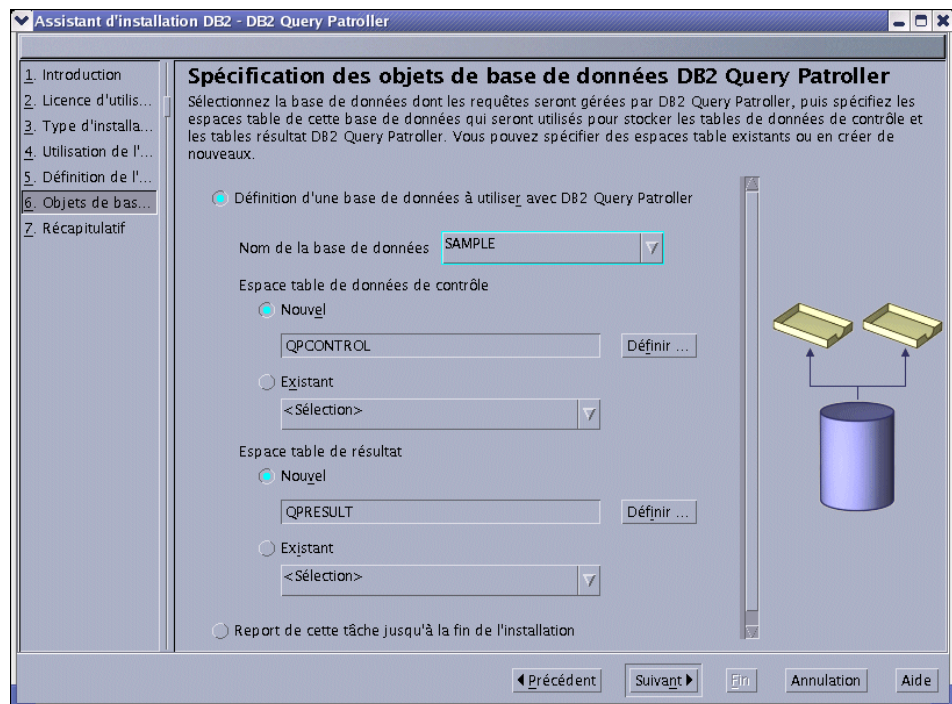 Assistant d'installation DB2 - DB2 Query Patroller
1. Introduction
2. Licence d'utilis...
3. Type d'installa...
4. Utilisation de l'...
5. Définition de l'...
6. Objets de bas...
7. Récapitulatif
Spécification des objets de base de données DB2 Query Patroller
Sélectionnez la base de données dont les requêtes seront gérées par DB2 Query Patroller, puis spécifiez les
espaces table de cette base de données qui seront utilisés pour stocker les tables de données de contrôle et
les tables résultat DB2 Query Patroller. Vous pouvez spécifier des espaces table existants ou en créer de
nouveaux.
Définition d'une base de données à utiliser avec DB2 Query Patroller
Nom de la base de données SAMPLE
Espace table de données de contrôle
Nouvel
QPCONTROL Définir ...
Existant
<Sélection>
Espace table de résultat
Nouvel
QPRESULT Définir ...
Existant
<Sélection>
Report de cette tâche jusqu'à la fin de l'installation
Précédent Suivant Fin Annulation Aide